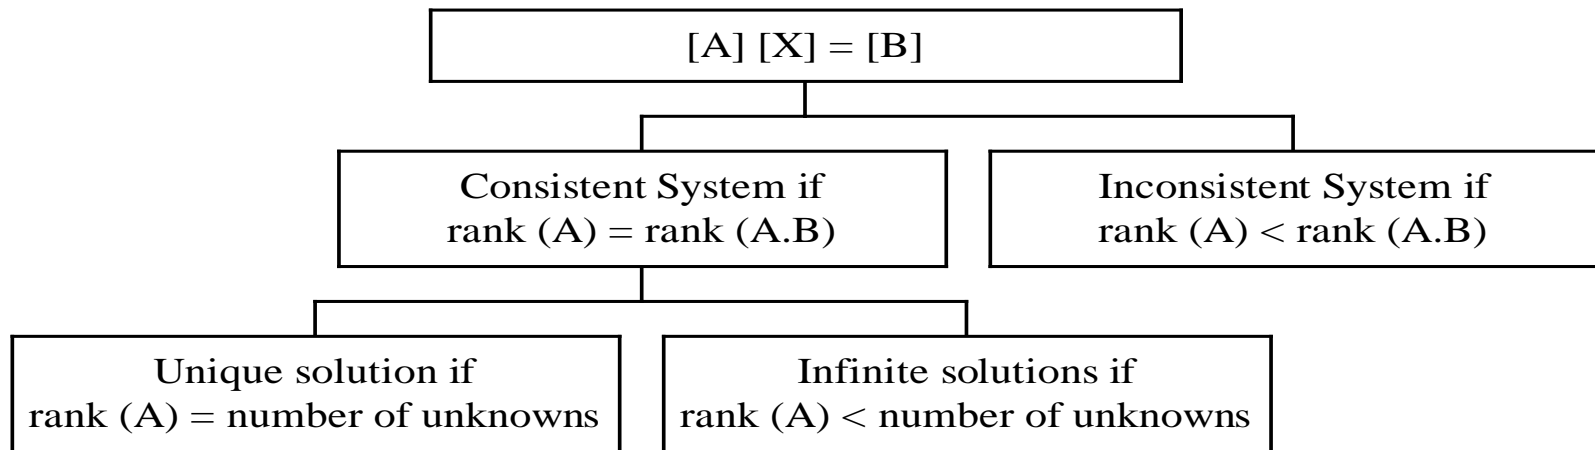 [A] [X] = [B]
Consistent System if
rank (A) = rank (A.B)
Inconsistent System if
rank (A) < rank (A.B)
Unique solution if
rank (A) = number of unknowns
Infinite solutions if
rank (A) < number of unknowns